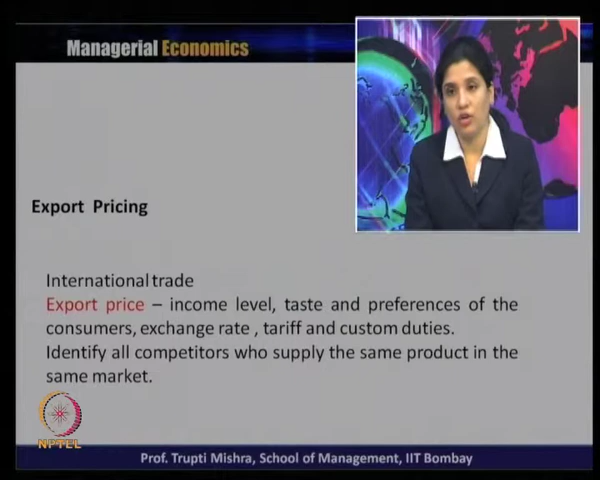 Managerial Economics
Export Pricing
International trade
Export price – income level, taste and preferences of the
consumers, exchange rate , tariff and custom duties.
Identify all competitors who supply the same product in the
same market.
NPTEL
Prof. Trupti Mishra, School of Management, IIT Bombay